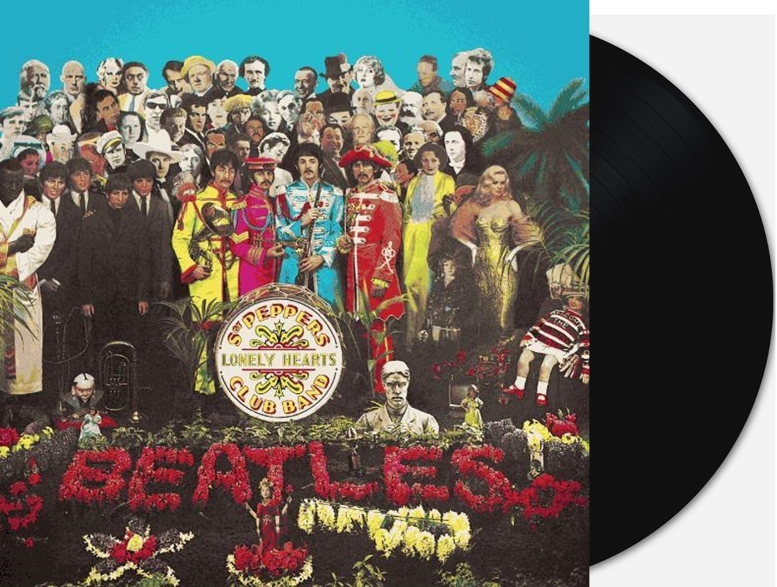 Sgt PEPPERS
LONELY HEARTS
CLUB BAND
BEATLES